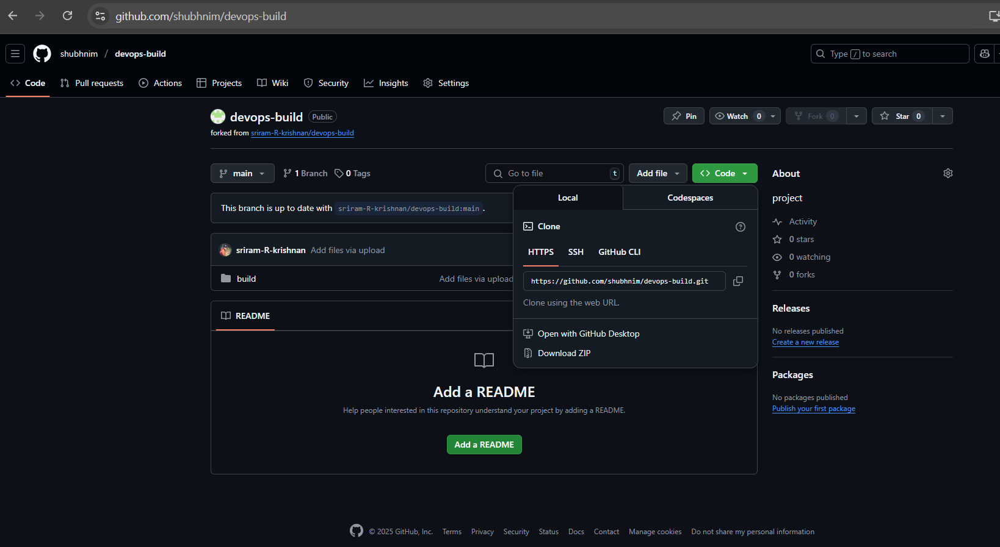 github.com/shubhnim/devops-build
shubhnim / devops-build
Type / to search
Code Pull requests Actions Projects Wiki Security Insights Settings
devops-build Public
Pin Watch 0 Fork 0 Star 0
forked from sriram-R-krishnan/devops-build
main 1 Branch 0 Tags Go to file t Add file Code
This branch is up to date with sriram-R-krishnan/devops-build:main .
sriram-R-krishnan Add files via upload
build Add files via upload
README
Add a README
Help people interested in this repository understand your project by adding a README.
Add a README
Local Codespaces
Clone
HTTPS SSH GitHub CLI
https://github.com/shubhnim/devops-build.git
Clone using the web URL.
Open with GitHub Desktop
Download ZIP
About
project
Activity
0 stars
0 watching
0 forks
Releases
No releases published
Create a new release
Packages
No packages published
Publish your first package
© 2025 GitHub, Inc. Terms Privacy Security Status Docs Contact Manage cookies Do not share my personal information